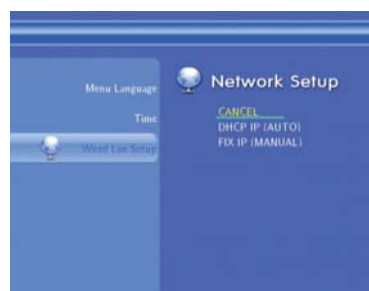 Menu Language
Time
Wired Lan Setup
Network Setup
CANCEL
DHCP IP (AUTO)
FIX IP (MANUAL)